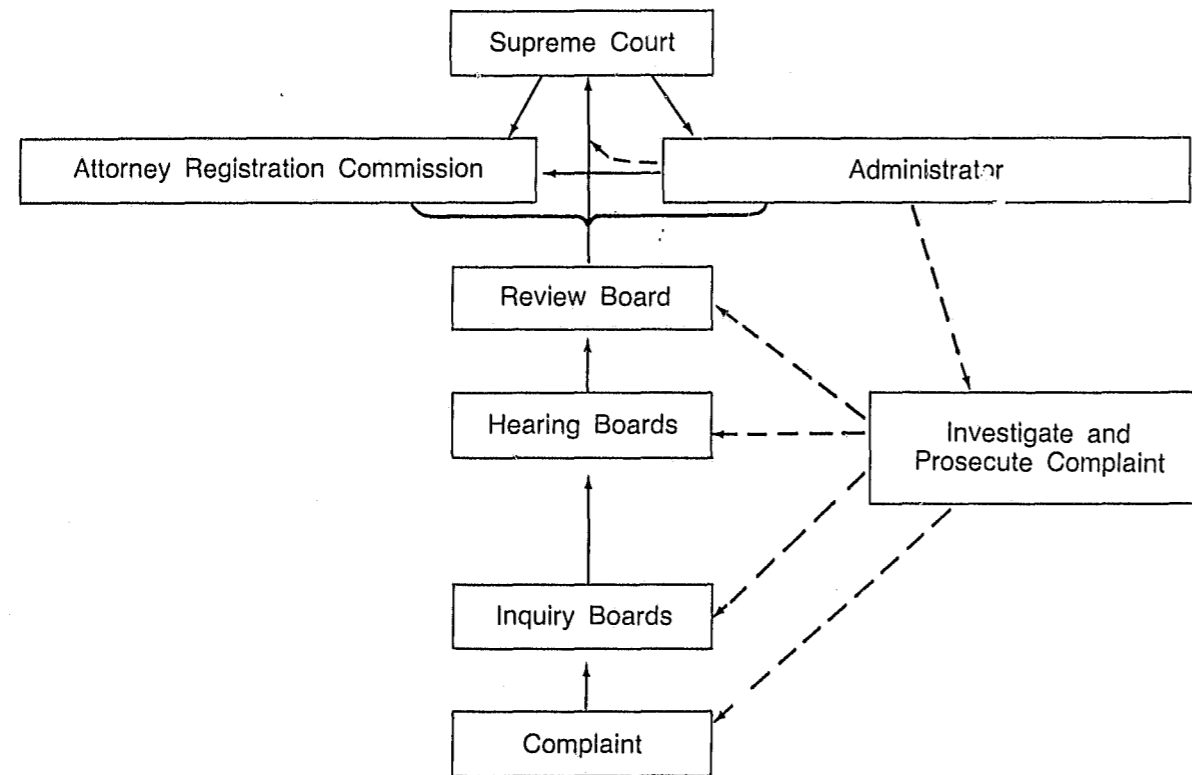 Supreme Court
Attorney Registration Commission
Administrator
Review Board
Hearing Boards
Investigate and
Prosecute Complaint
Inquiry Boards
Complaint